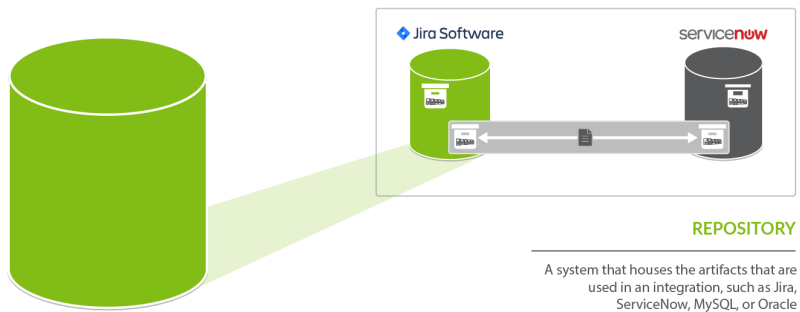 Jira Software
servicenow
REPOSITORY
A system that houses the artifacts that are
used in an integration, such as Jira,
ServiceNow, MySQL, or Oracle